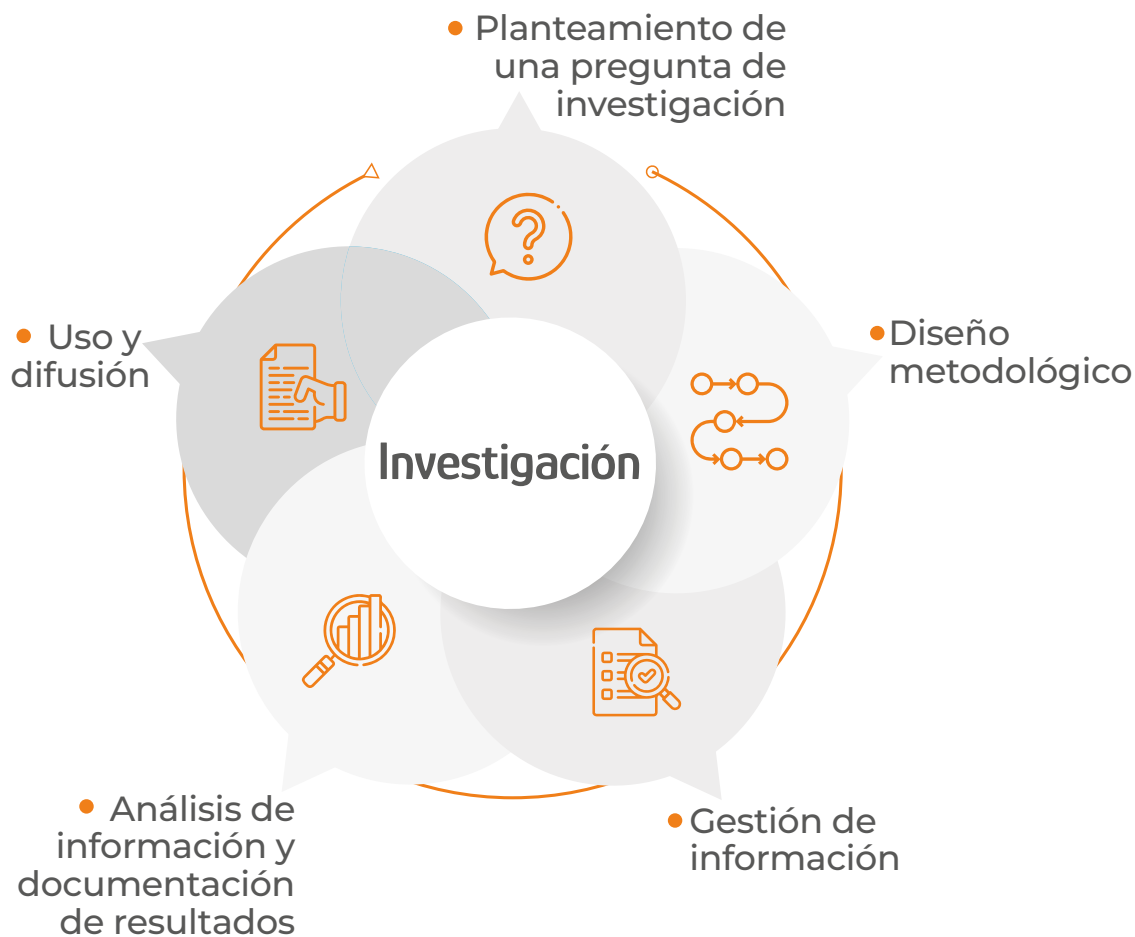 • Planteamiento de
una pregunta de
investigación
• Diseño
metodológico
• Gestión de
información
• Análisis de
información y
documentación
de resultados
• Uso y
difusión
Investigación